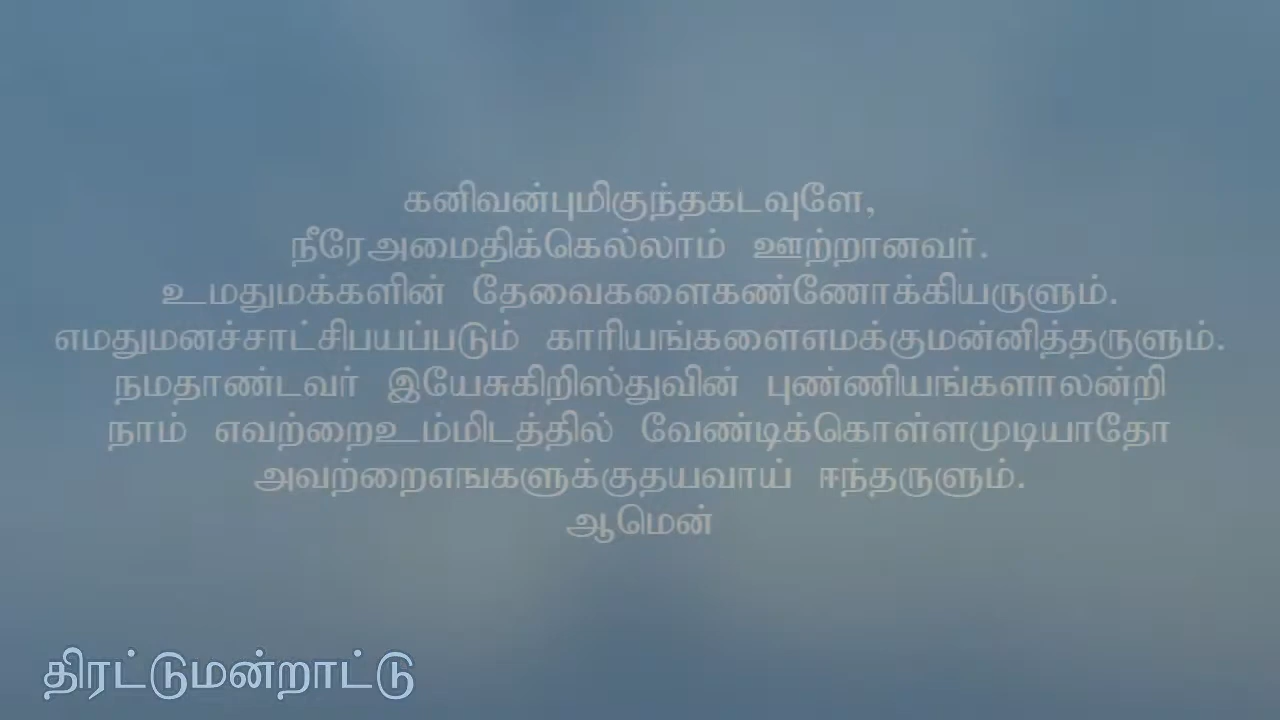 கனிவன்புமிகுந்தகடவுளே,
நீரேஅமைதிக்கெல்லாம் ஊற்றானவர்.
உமதுமக்களின் தேவைகளைகண்ணோக்கியருளும்.
எமதுமனச்சாட்சிபயப்படும் காரியங்களைஎமக்குமன்னித்தருளும்.
நமதாண்டவர் இயேசுகிறிஸ்துவின் புண்ணியங்களாலன்றி
நாம் எவற்றைஉம்மிடத்தில் வேண்டிக்கொள்ளமுடியாதோ
அவற்றைஎங்களுக்குதயவாய் ஈந்தருளும்.
ஆமென்
திரட்டுமன்றாட்டு